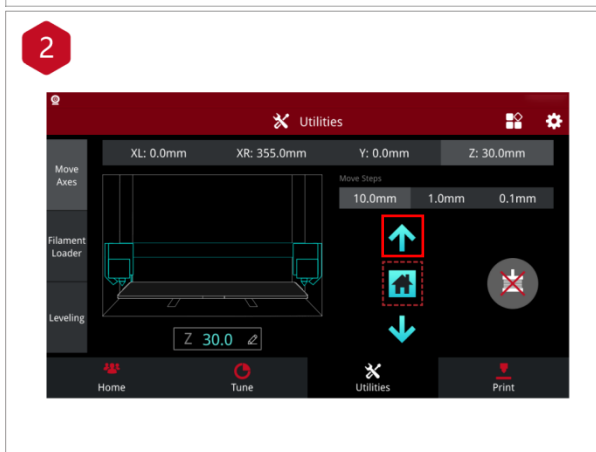 2
Utilities
XL: 0.0mm XR: 355.0mm Y: 0.0mm Z: 30.0mm
Move
Axes
Move Steps
10.0mm 1.0mm 0.1mm
Filament
Loader
Leveling
Z 30.0
Home Tune Utilities Print